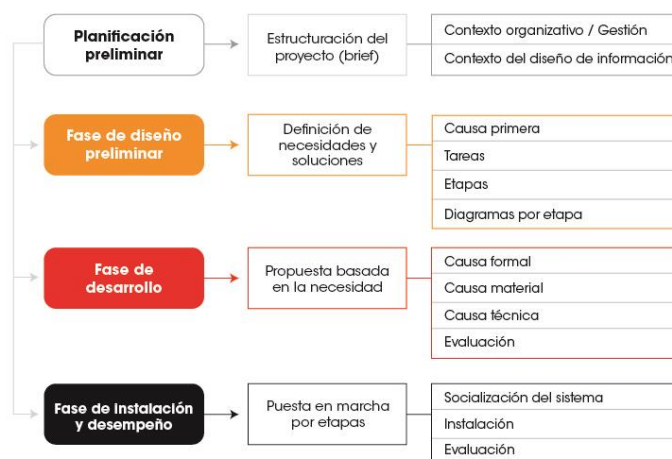 Planificación
preliminar
Estructuración del
proyecto (brief)
Contexto organizativo / Gestión
Contexto del diseño de información
Fase de diseño
preliminar
Definición de
necesidades y
soluciones
Causa primera
Tareas
Etapas
Diagramas por etapa
Fase de
desarrollo
Propuesta basada
en la necesidad
Causa formal
Causa material
Causa técnica
Evaluación
Fase de instalación
y desempeño
Puesta en marcha
por etapas
Socialización del sistema
Instalación
Evaluación